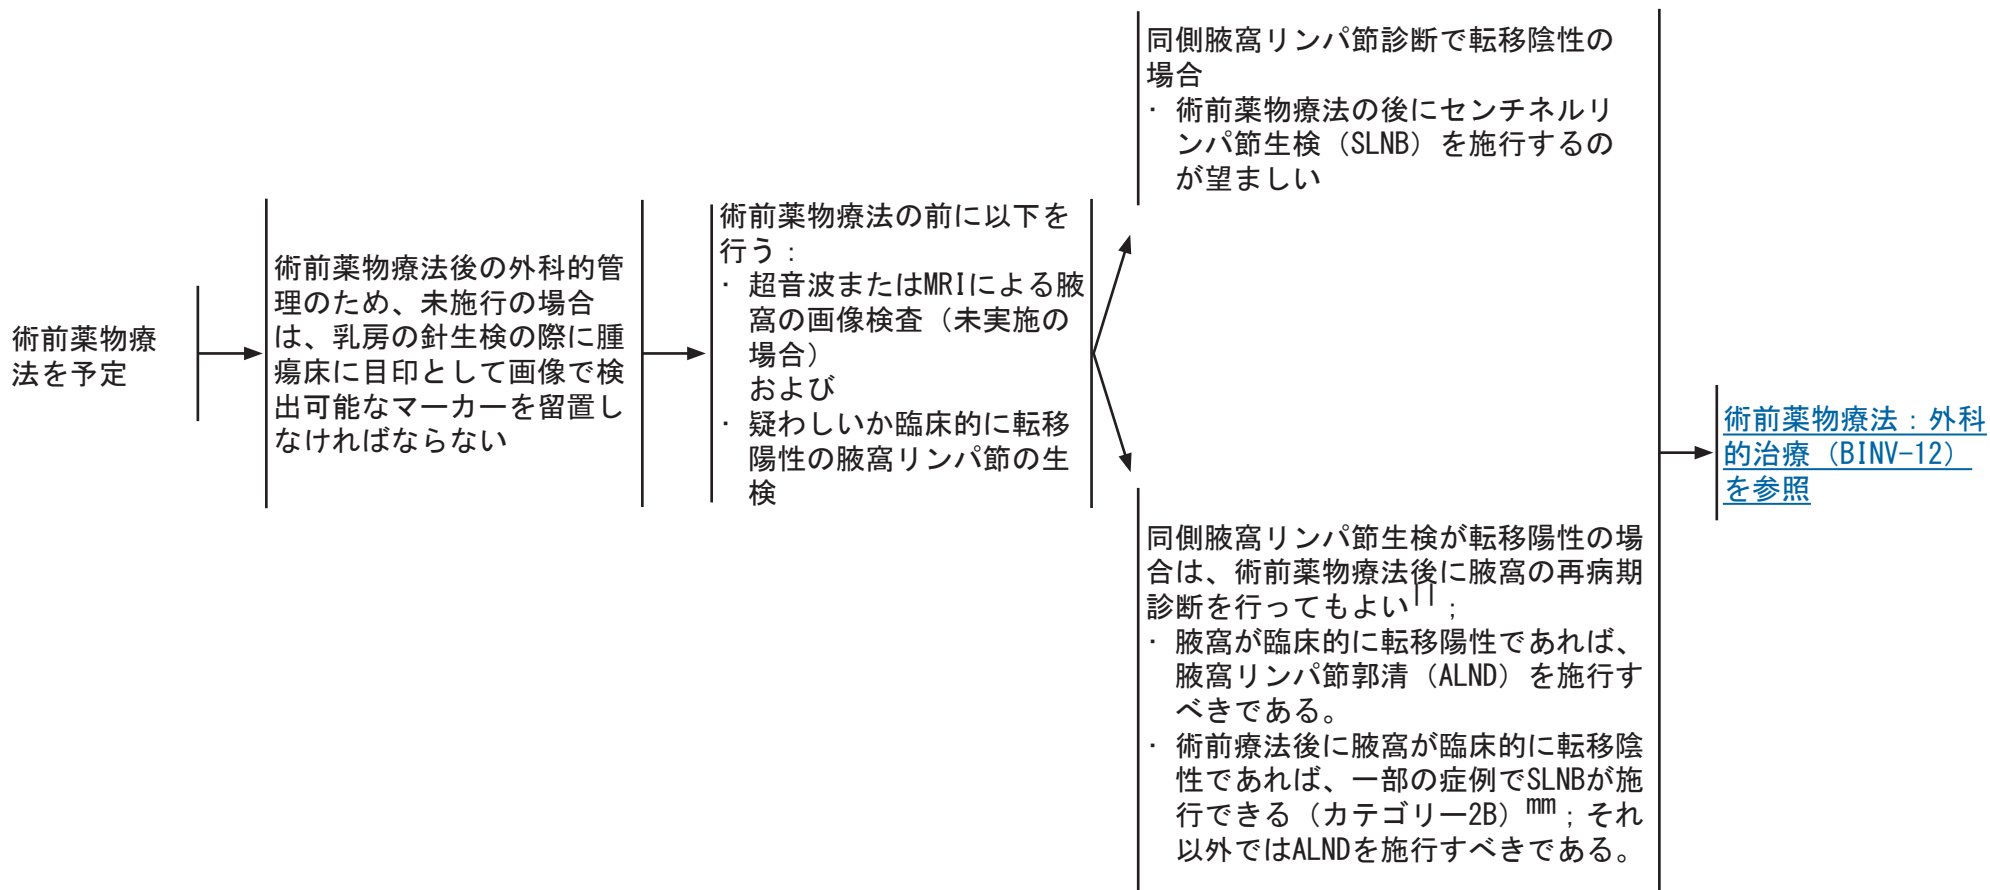 術前薬物療
法を予定
術前薬物療法後の外科的管
理のため、未施行の場合
は、乳房の針生検の際に腫
瘍床に目印として画像で検
出可能なマーカーを留置し
なければならない
術前薬物療法の前に以下を
行う：
· 超音波またはMRIによる腋
窩の画像検査（未実施の
場合）
および
· 疑わしいか臨床的に転移
陽性の腋窩リンパ節の生
検
同側腋窩リンパ節診断で転移陰性の
場合
· 術前薬物療法の後にセンチネルリ
ンパ節生検（SLNB）を施行するの
が望ましい
同側腋窩リンパ節生検が転移陽性の場
合は、術前薬物療法後に腋窩の再病期
診断を行ってもよいll；
· 腋窩が臨床的に転移陽性であれば、
腋窩リンパ節郭清（ALND）を施行す
べきである。
· 術前療法後に腋窩が臨床的に転移陰
性であれば、一部の症例でSLNBが施
行できる（カテゴリー2B）mm；それ
以外ではALNDを施行すべきである。
術前薬物療法：外科
的治療（BINV-12）
を参照